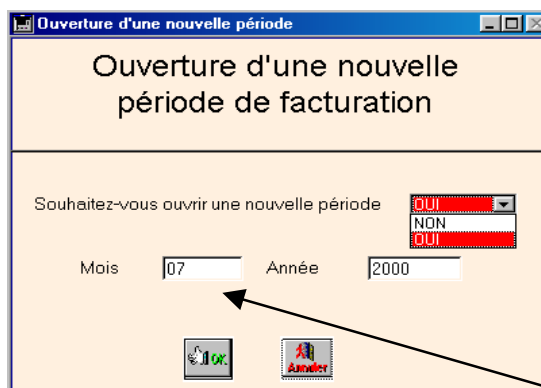 Ouverture d'une nouvelle période
Ouverture d'une nouvelle
période de facturation
Souhaitez-vous ouvrir une nouvelle période OUI
NON
OUI
Mois 07 Année 2000
OK Annuler